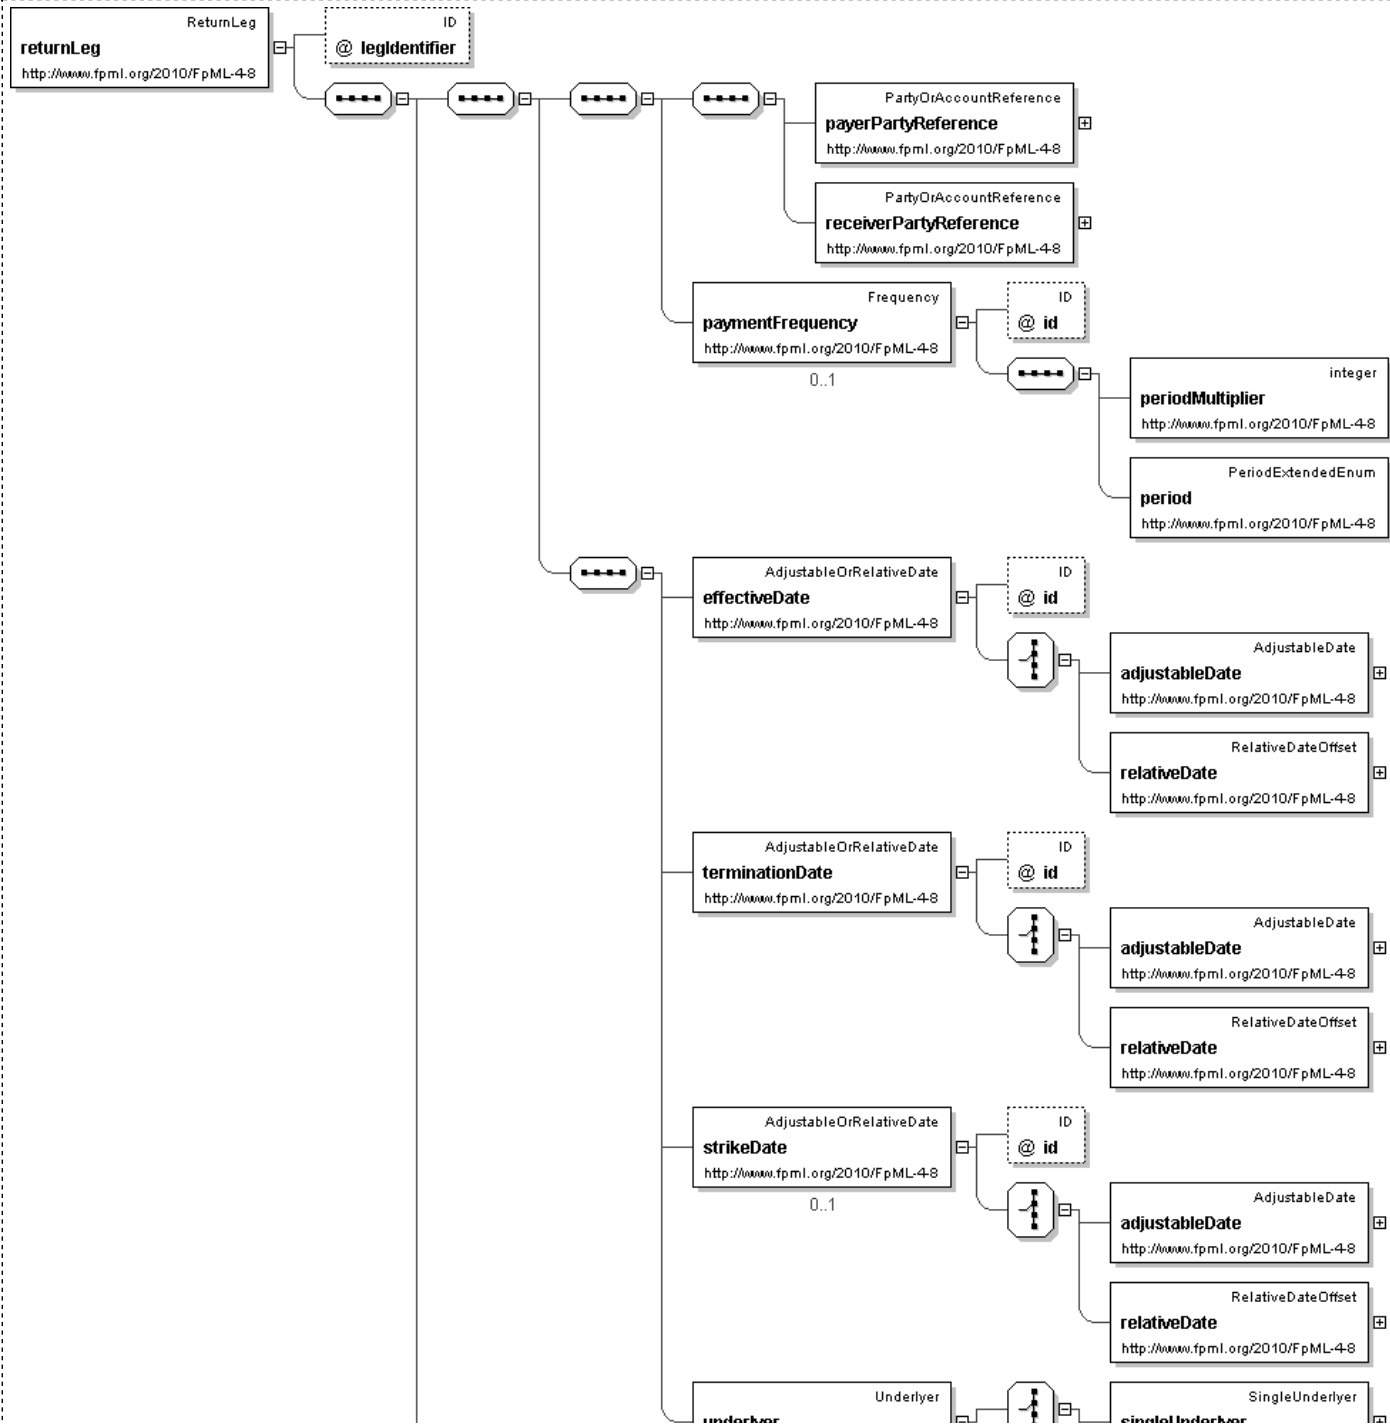 ReturnLeg
returnLeg
http://www.fpml.org/2010/FpML-4-8
ID
@ legIdentifier
PartyOrAccountReference
payerPartyReference
http://www.fpml.org/2010/FpML-4-8
PartyOrAccountReference
receiverPartyReference
http://www.fpml.org/2010/FpML-4-8
Frequency
paymentFrequency
http://www.fpml.org/2010/FpML-4-8
0..1
ID
@ id
integer
periodMultiplier
http://www.fpml.org/2010/FpML-4-8
PeriodExtendedEnum
period
http://www.fpml.org/2010/FpML-4-8
AdjustableOrRelativeDate
effectiveDate
http://www.fpml.org/2010/FpML-4-8
ID
@ id
AdjustableDate
adjustableDate
http://www.fpml.org/2010/FpML-4-8
RelativeDateOffset
relativeDate
http://www.fpml.org/2010/FpML-4-8
AdjustableOrRelativeDate
terminationDate
http://www.fpml.org/2010/FpML-4-8
ID
@ id
AdjustableDate
adjustableDate
http://www.fpml.org/2010/FpML-4-8
RelativeDateOffset
relativeDate
http://www.fpml.org/2010/FpML-4-8
AdjustableOrRelativeDate
strikeDate
http://www.fpml.org/2010/FpML-4-8
0..1
ID
@ id
AdjustableDate
adjustableDate
http://www.fpml.org/2010/FpML-4-8
RelativeDateOffset
relativeDate
http://www.fpml.org/2010/FpML-4-8
Underlyer
underlyer
SingleUnderlyer
singleUnderlyer